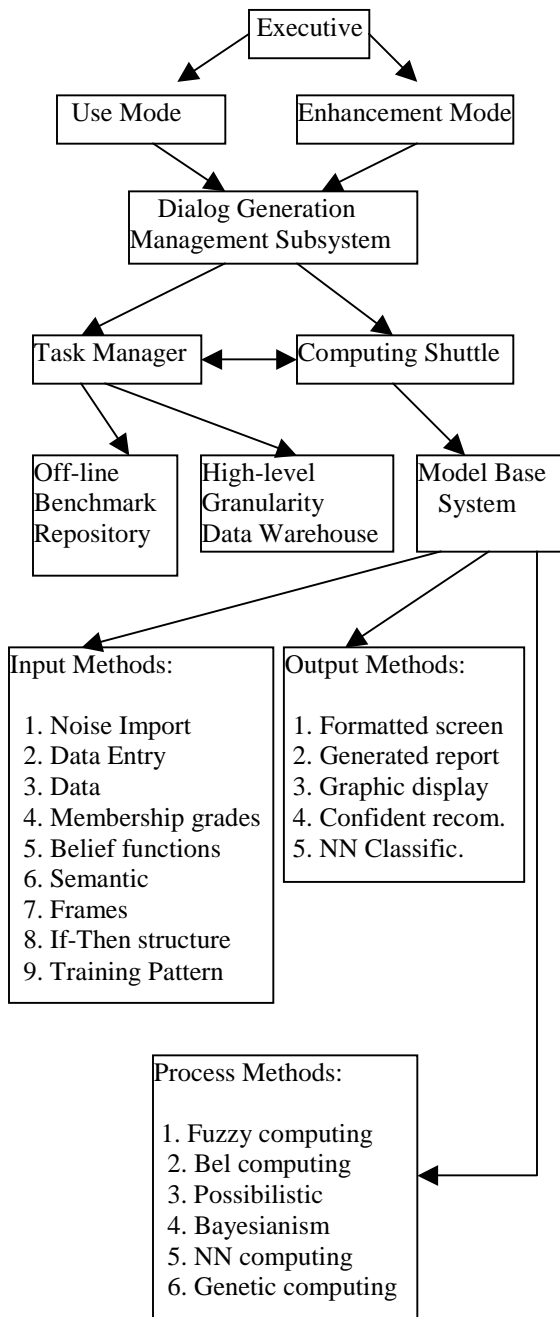 Executive
Use Mode
Enhancement Mode
Dialog Generation
Management Subsystem
Task Manager
Computing Shuttle
Off-line
Benchmark
Repository
High-level
Granularity
Data Warehouse
Model Base
System
Input Methods:
1. Noise Import
2. Data Entry
3. Data
4. Membership grades
5. Belief functions
6. Semantic
7. Frames
8. If-Then structure
9. Training Pattern
Output Methods:
1. Formatted screen
2. Generated report
3. Graphic display
4. Confident recom.
5. NN Classific.
Process Methods:
1. Fuzzy computing
2. Bel computing
3. Possibilistic
4. Bayesianism
5. NN computing
6. Genetic computing